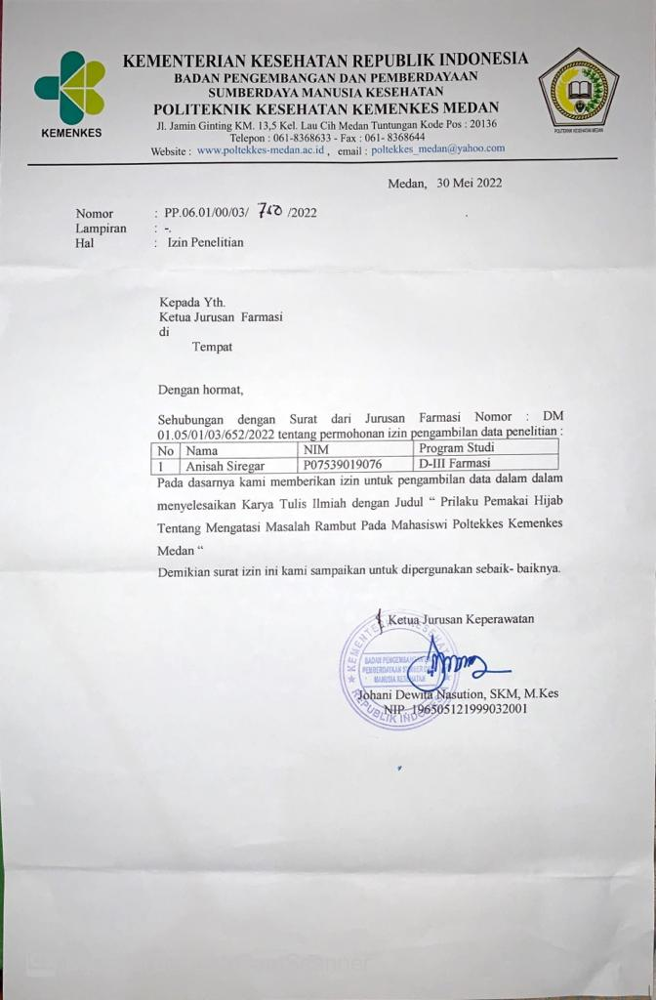 KEMENTERIAN KESEHATAN REPUBLIK INDONESIA
BADAN PENGEMBANGAN DAN PEMBERDAYAAN
SUMBERDAYA MANUSIA KESEHATAN
POLITEKNIK KESEHATAN KEMENKES MEDAN
Jl. Jamin Ginting KM. 13,5 Kel. Lau Cih Medan Tuntungan Kode Pos : 20136
Telepon : 061-8368633 - Fax : 061- 8368644
Website : www.poltekkes-medan.ac.id , email : poltekkes_medan@yahoo.com
KEMENKES
POLITEKNIK KESEHATAN MEDAN
Medan, 30 Mei 2022
Nomor : PP.06.01/00/03/ 710 /2022
Lampiran : -.
Hal : Izin Penelitian
Kepada Yth.
Ketua Jurusan Farmasi
di
Tempat
Dengan hormat,
Sehubungan dengan Surat dari Jurusan Farmasi Nomor : DM
01.05/01/03/652/2022 tentang permohonan izin pengambilan data penelitian :
No Nama NIM Program Studi
1 Anisah Siregar P07539019076 D-III Farmasi
Pada dasarnya kami memberikan izin untuk pengambilan data dalam dalam
menyelesaikan Karya Tulis Ilmiah dengan Judul “ Prilaku Pemakai Hijab
Tentang Mengatasi Masalah Rambut Pada Mahasiswi Poltekkes Kemenkes
Medan “
Demikian surat izin ini kami sampaikan untuk dipergunakan sebaik- baiknya.
Ketua Jurusan Keperawatan
KEMENTERIAN KESEHATAN
BADAN PENGEMBANGAN
PEMBERDAYAAN SUMBER
MANUSIA KESEHATAN
REPUBLIK INDONESIA
Johani Dewita Nasution, SKM, M.Kes
NIP 196505121999032001